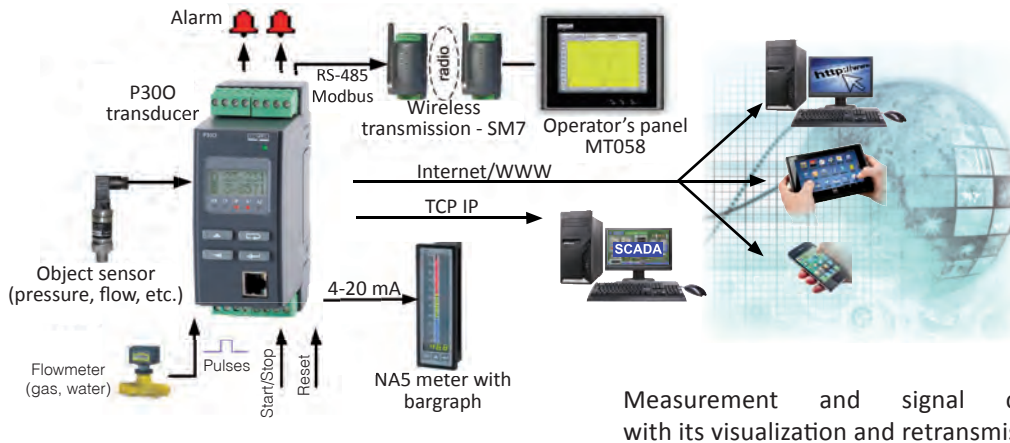 Alarm
P30O
transducer
RS-485
Modbus
radio
Wireless
transmission - SM7
Operator's panel
MT058
http://www
Internet/WWW
TCP IP
SCADA
Object sensor
(pressure, flow, etc.)
4-20 mA
Flowmeter
(gas, water)
Pulses
Start/Stop
Reset
NA5 meter with
bargraph
Measurement and signal
with its visualization and retransmis